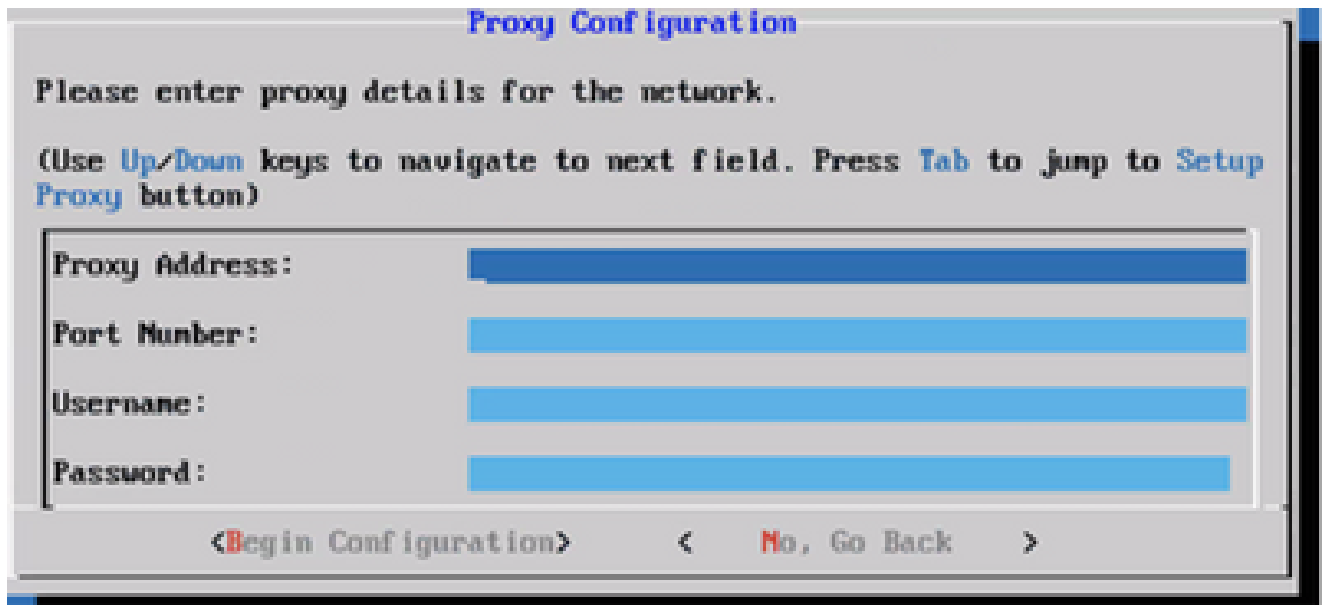 Proxy Configuration
Please enter proxy details for the network.
(Use Up/Down keys to navigate to next field. Press Tab to jump to Setup
Proxy button)
Proxy Address:
Port Number:
Username:
Password:
<Begin Configuration> < No, Go Back >